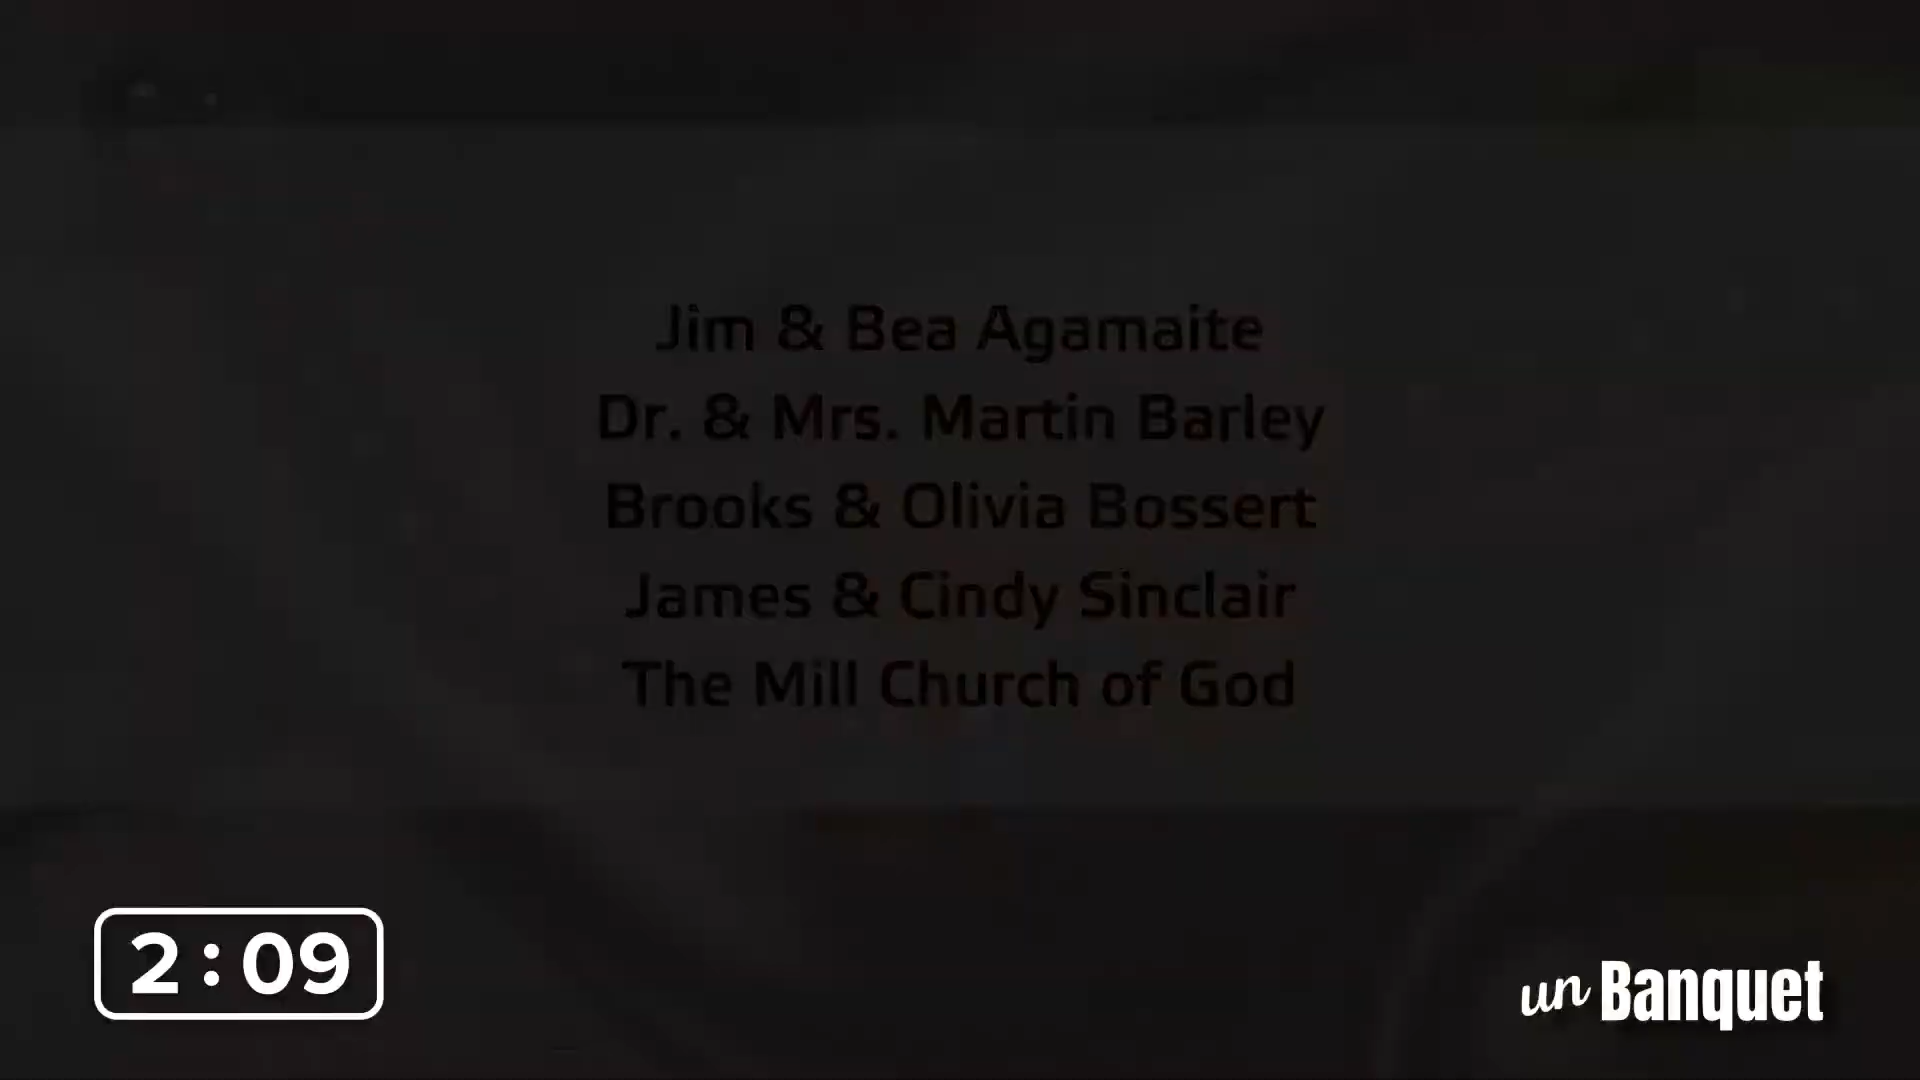 Jim & Bea Agamaite
Dr. & Mrs. Martin Barley
Brooks & Olivia Bossert
James & Cindy Sinclair
The Mill Church of God
2:09
un Banquet